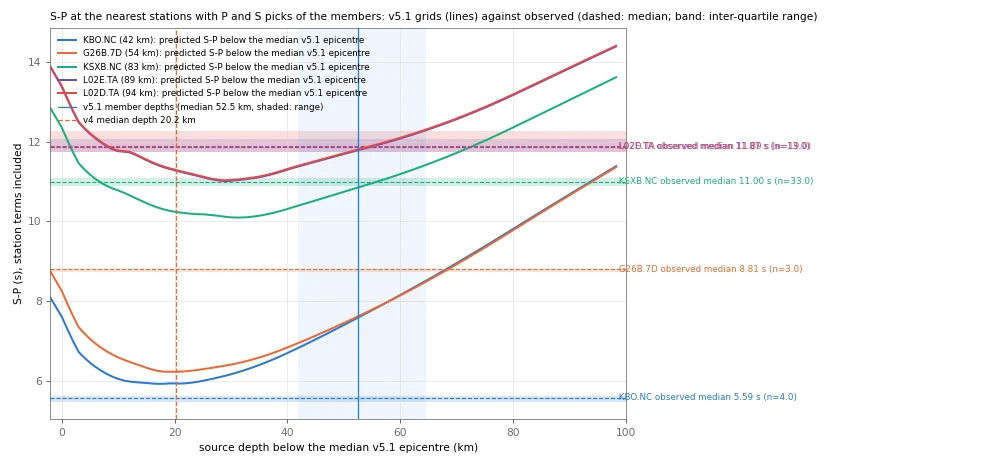 S-P at the nearest stations with P and S picks of the members: v5.1 grids (lines) against observed (dashed: median; band: inter-quartile range)
KBO.NC (42 km): predicted S-P below the median v5.1 epicentre
G26B.7D (54 km): predicted S-P below the median v5.1 epicentre
KSXB.NC (83 km): predicted S-P below the median v5.1 epicentre
L02E.TA (89 km): predicted S-P below the median v5.1 epicentre
L02D.TA (94 km): predicted S-P below the median v5.1 epicentre
v5.1 member depths (median 52.5 km, shaded: range)
v4 median depth 20.2 km
14
12
10
8
6
S-P (s), station terms included
observed median
KSXB.NC observed median 11.00 s (n=33.0)
G26B.7D observed median 8.81 s (n=3.0)
KBO.NC observed median 5.59 s (n=4.0)
0 20 40 60 80 100
source depth below the median v5.1 epicentre (km)